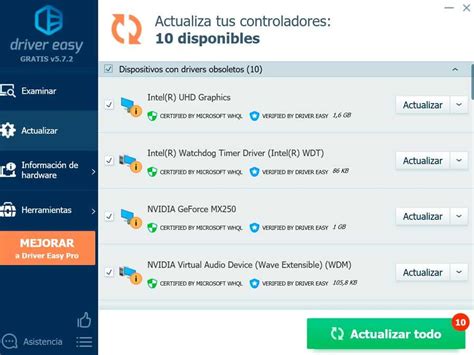 driver easy
GRATIS v5.7.2
Examinar
Actualizar
Información de
hardware
Herramientas
MEJORAR
a Driver Easy Pro
Asistencia
Actualiza tus controladores:
10 disponibles
Dispositivos con drivers obsoletos (10)
Intel(R) UHD Graphics
CERTIFIED BY MICROSOFT WHQL VERIFIED BY DRIVER EASY 1,6 GB
Actualizar
Intel(R) Watchdog Timer Driver (Intel(R) WDT)
CERTIFIED BY MICROSOFT WHQL VERIFIED BY DRIVER EASY 86 KB
Actualizar
NVIDIA GeForce MX250
CERTIFIED BY MICROSOFT WHQL VERIFIED BY DRIVER EASY 1 GB
Actualizar
NVIDIA Virtual Audio Device (Wave Extensible) (WDM)
CERTIFIED BY MICROSOFT WHQL VERIFIED BY DRIVER EASY 105,8 KB
Actualizar
Actualizar todo
10